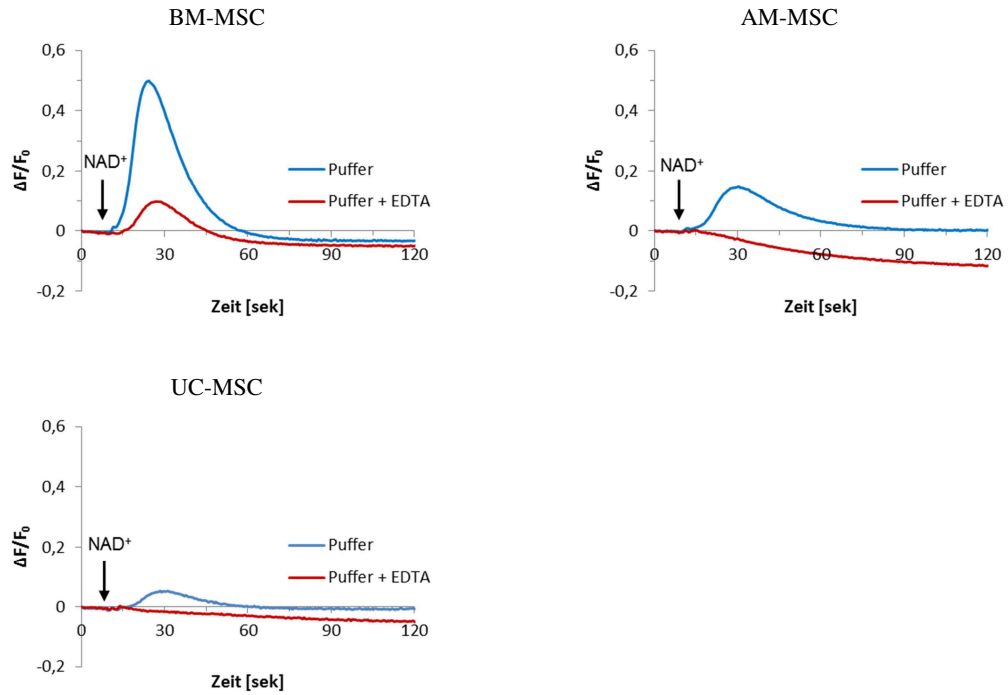 BM-MSC
0,6
0,4
0,2
0
-0,2
ΔF/F₀
NAD⁺
Puffer
Puffer + EDTA
0 30 60 90 120
Zeit [sek]
AM-MSC
0,6
0,4
0,2
0
-0,2
ΔF/F₀
NAD⁺
Puffer
Puffer + EDTA
0 30 60 90 120
Zeit [sek]
UC-MSC
0,6
0,4
0,2
0
-0,2
ΔF/F₀
NAD⁺
Puffer
Puffer + EDTA
0 30 60 90 120
Zeit [sek]